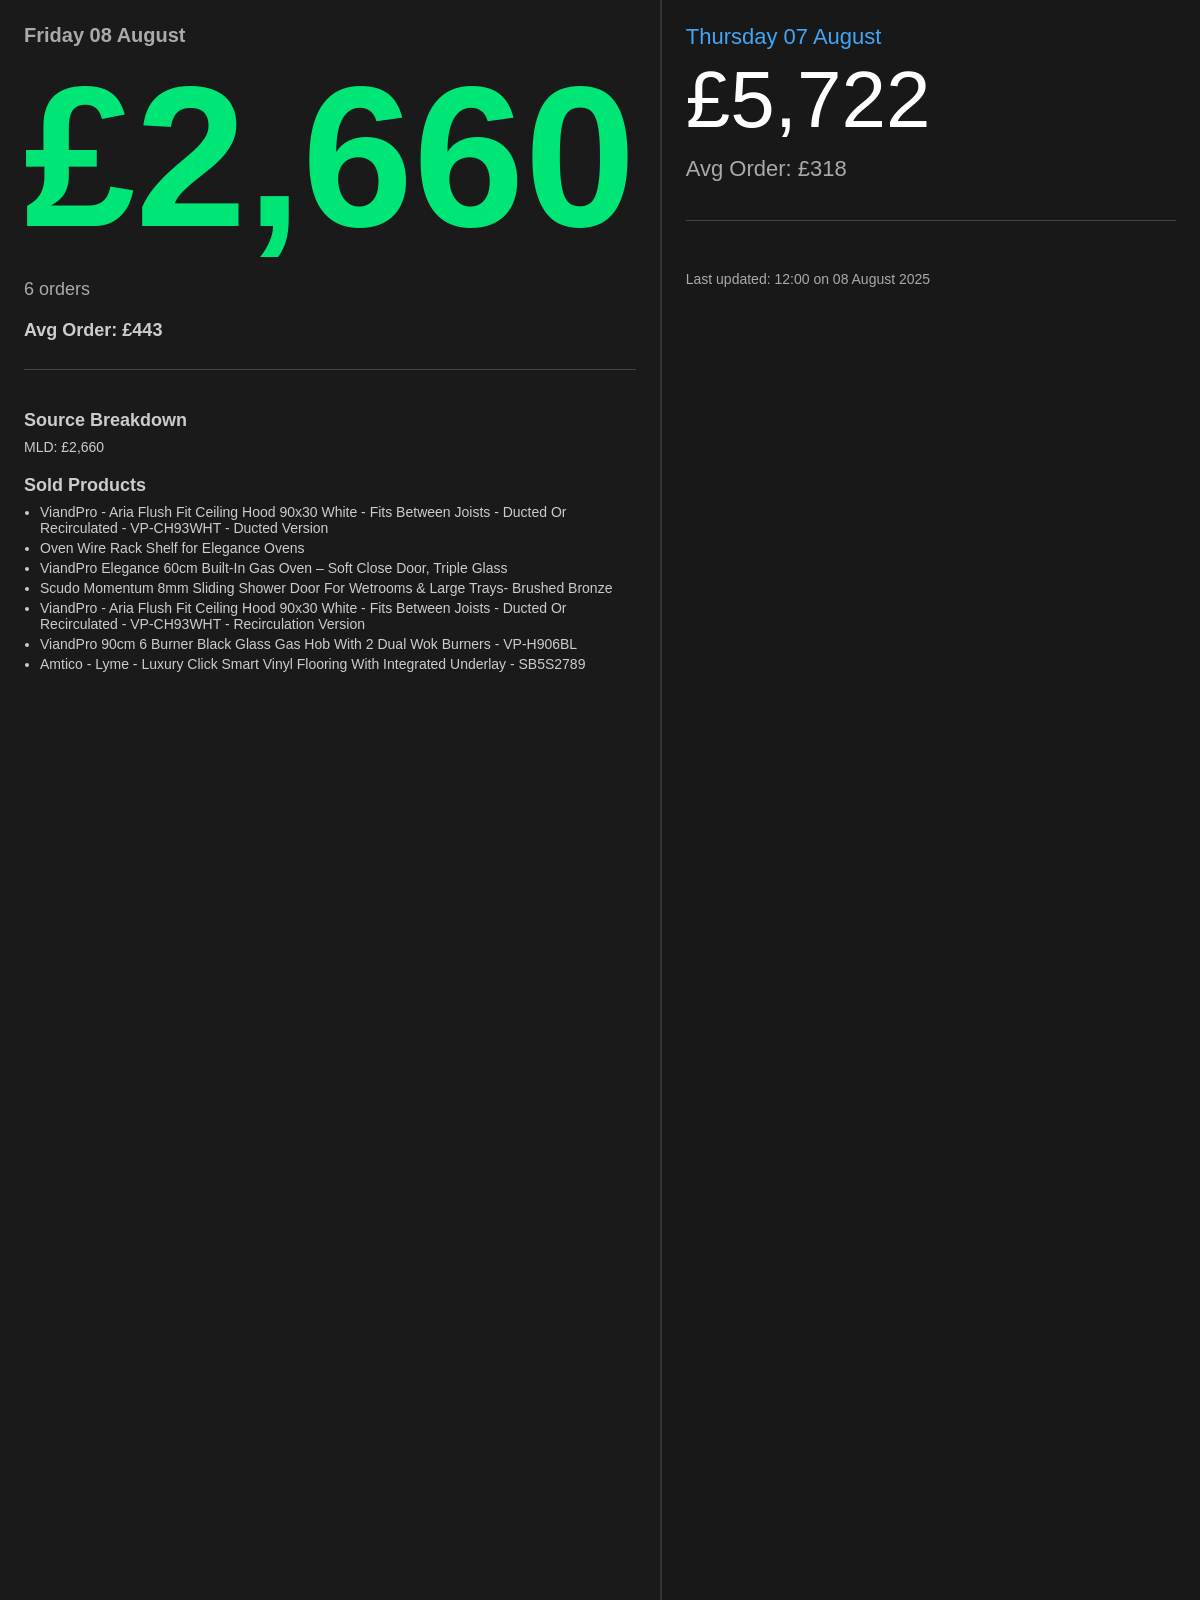 Friday 08 August
£2,660
6 orders
Avg Order: £443
Source Breakdown
MLD: £2,660
Sold Products
• ViandPro - Aria Flush Fit Ceiling Hood 90x30 White - Fits Between Joists - Ducted Or
Recirculated - VP-CH93WHT - Ducted Version
• Oven Wire Rack Shelf for Elegance Ovens
• ViandPro Elegance 60cm Built-In Gas Oven – Soft Close Door, Triple Glass
• Scudo Momentum 8mm Sliding Shower Door For Wetrooms & Large Trays- Brushed Bronze
• ViandPro - Aria Flush Fit Ceiling Hood 90x30 White - Fits Between Joists - Ducted Or
Recirculated - VP-CH93WHT - Recirculation Version
• ViandPro 90cm 6 Burner Black Glass Gas Hob With 2 Dual Wok Burners - VP-H906BL
• Amtico - Lyme - Luxury Click Smart Vinyl Flooring With Integrated Underlay - SB5S2789
Thursday 07 August
£5,722
Avg Order: £318
Last updated: 12:00 on 08 August 2025